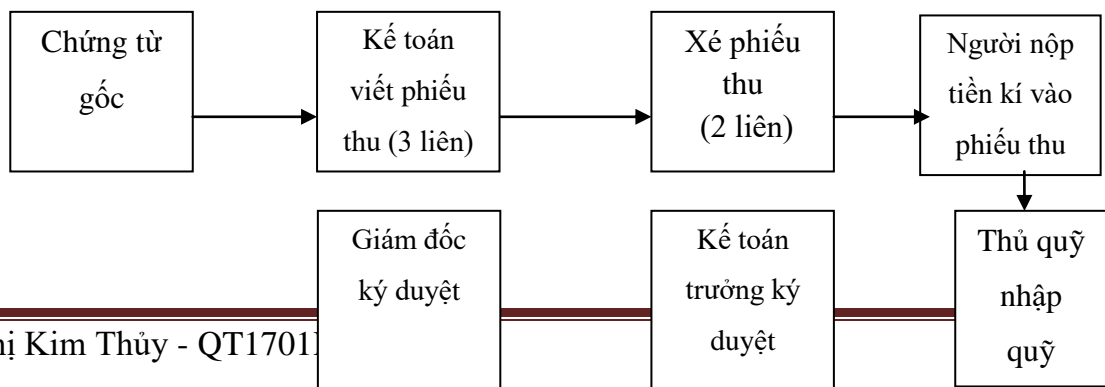 Chứng từ
gốc
Kế toán
viết phiếu
thu (3 liên)
Xé phiếu
thu
(2 liên)
Người nộp
tiền kí vào
phiếu thu
Giám đốc
ký duyệt
Kế toán
trưởng ký
duyệt
Thủ quỹ
nhập
quỹ
Kim Thủy -